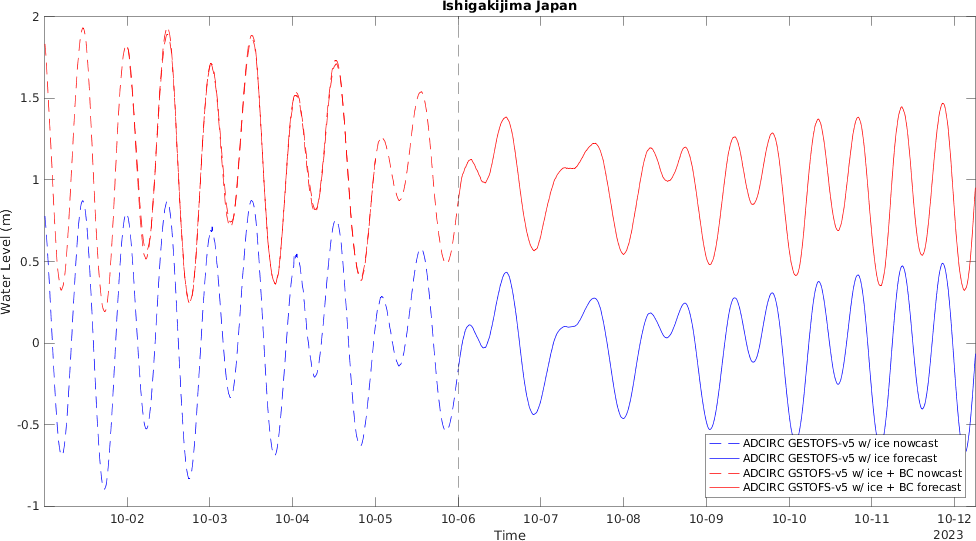 Ishigakijima Japan
2
1.5
1
0.5
0
-0.5
-1
Water Level (m)
10-02 10-03 10-04 10-05 10-06 10-07 10-08 10-09 10-10 10-11 10-12
2023
Time
ADCIRC GESTOFS-v5 w/ ice nowcast
ADCIRC GESTOFS-v5 w/ ice forecast
ADCIRC GSTOFS-v5 w/ ice + BC nowcast
ADCIRC GSTOFS-v5 w/ ice + BC forecast